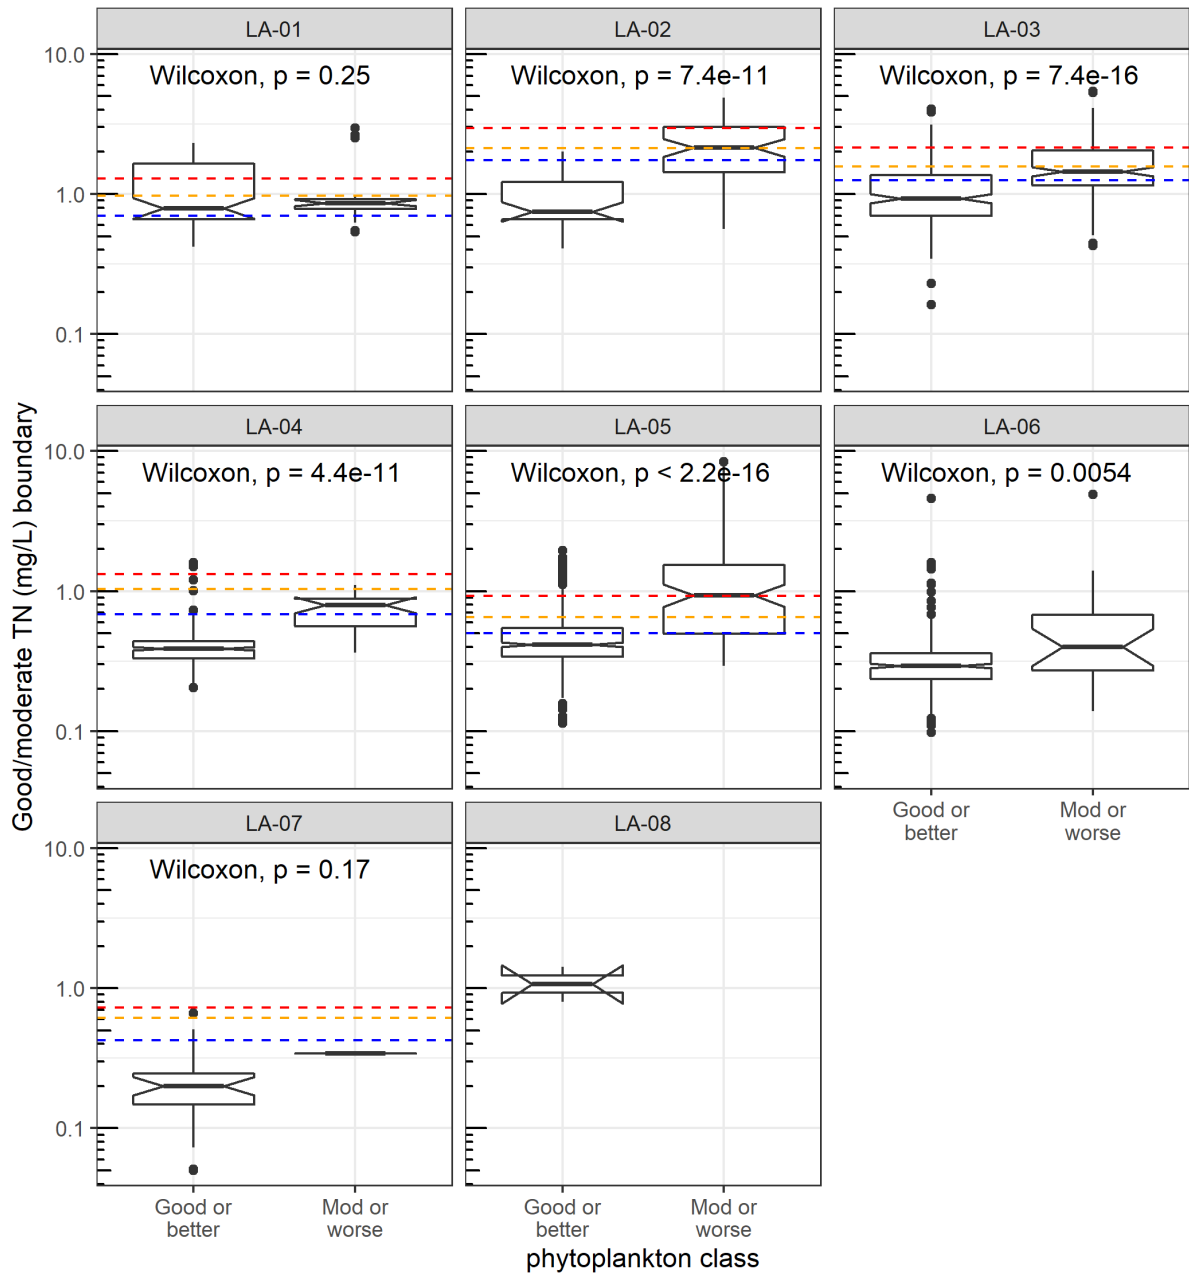 LA-01
LA-02
LA-03
10.0
Wilcoxon, p = 0.25
Wilcoxon, p = 7.4e-11
Wilcoxon, p = 7.4e-16
1.0
0.1
LA-04
LA-05
LA-06
10.0
Wilcoxon, p = 4.4e-11
Wilcoxon, p < 2.2e-16
Wilcoxon, p = 0.0054
1.0
0.1
Good/moderate TN (mg/L) boundary
Good or
better
Mod or
worse
LA-07
LA-08
10.0
Wilcoxon, p = 0.17
1.0
0.1
Good or
better
Mod or
worse
Good or
better
Mod or
worse
phytoplankton class